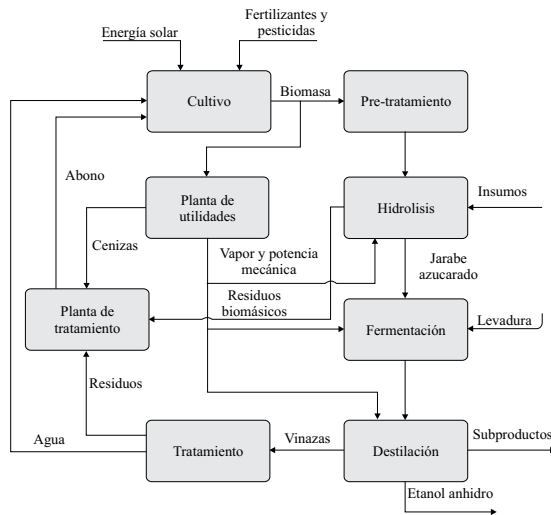 Fertilizantes y
pesticidas
Energía solar
Cultivo
Biomasa
Pre-tratamiento
Abono
Planta de
utilidades
Hidrolisis
Insumos
Cenizas
Vapor y potencia
mecánica
Jarabe
azucarado
Residuos
biomásicos
Planta de
tratamiento
Fermentación
Levadura
Residuos
Agua
Tratamiento
Vinazas
Destilación
Subproductos
Etanol anhidro